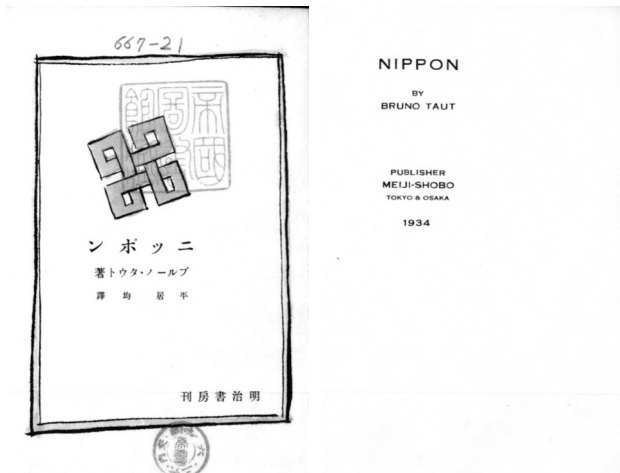 667-21
ニッポン
ブルーノ・タウト著
平居均譯
明治書房刊
NIPPON
BY
BRUNO TAUT
PUBLISHER
MEIJI-SHOBO
TOKYO & OSAKA
1934